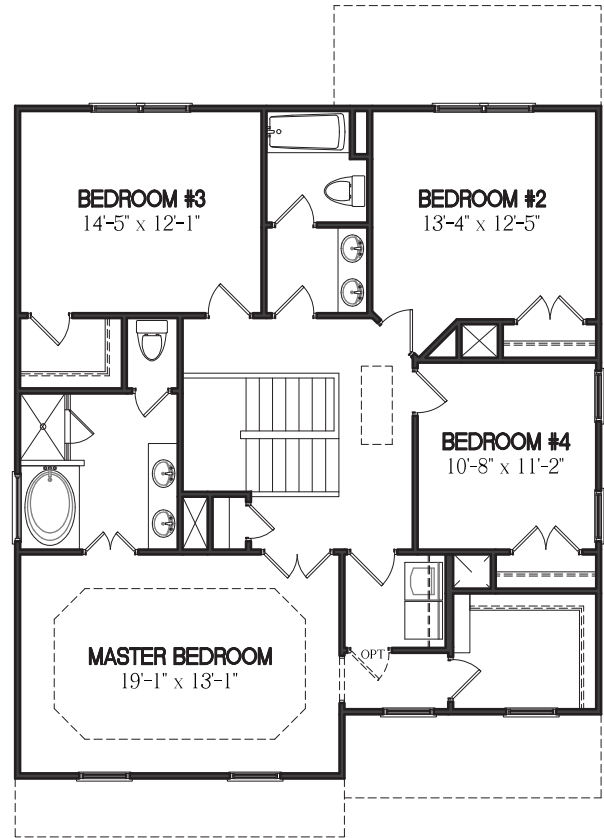 BEDROOM #3
14'-5" x 12'-1"
BEDROOM #2
13'-4" x 12'-5"
BEDROOM #4
10'-8" x 11'-2"
MASTER BEDROOM
19'-1" x 13'-1"
OPT